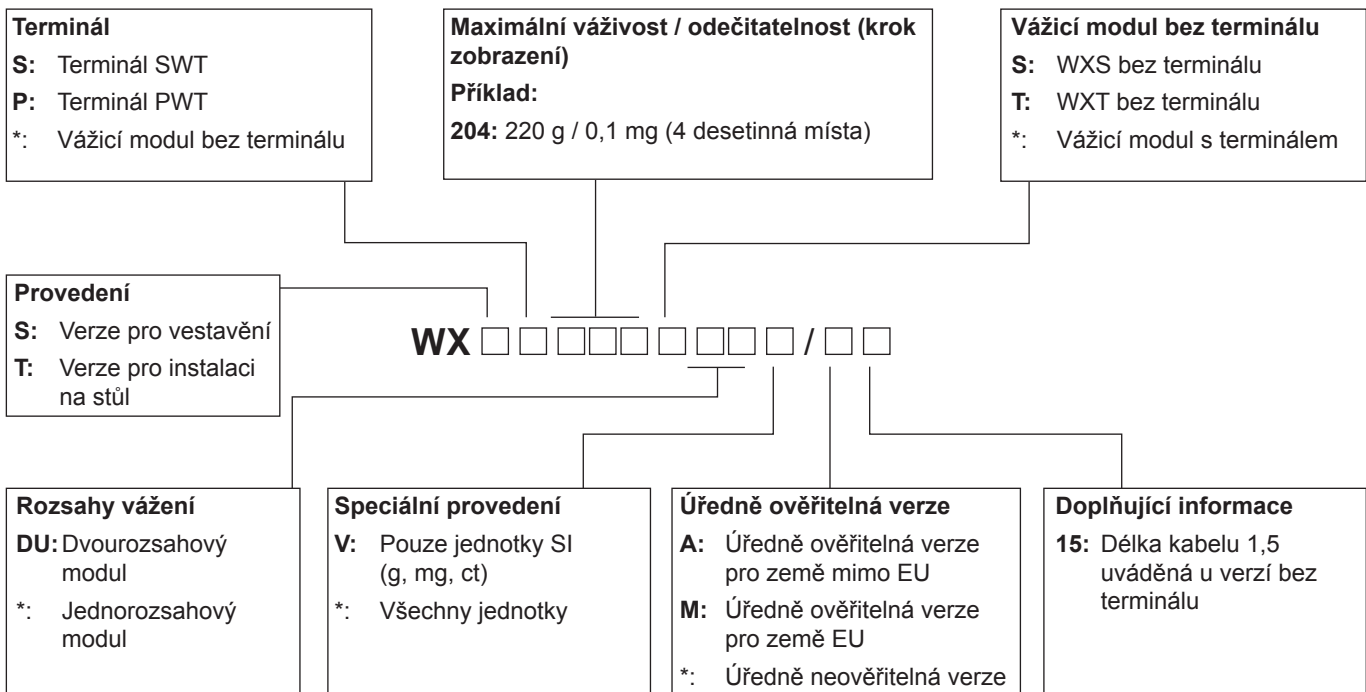 Terminál
S: Terminál SWT
P: Terminál PWT
*: Vážicí modul bez terminálu
Maximální váživost / odečitatelnost (krok
zobrazení)
Příklad:
204: 220 g / 0,1 mg (4 desetinná místa)
Vážicí modul bez terminálu
S: WXS bez terminálu
T: WXT bez terminálu
*: Vážicí modul s terminálem
Provedení
S: Verze pro vestavění
T: Verze pro instalaci
na stůl
WX □ □ □□□ □ □□ □ / □ □
Rozsahy vážení
DU: Dvourozsahový
modul
*: Jednorozsahový
modul
Speciální provedení
V: Pouze jednotky SI
(g, mg, ct)
*: Všechny jednotky
Úředně ověřitelná verze
A: Úředně ověřitelná verze
pro země mimo EU
M: Úředně ověřitelná verze
pro země EU
*: Úředně neověřitelná verze
Doplňující informace
15: Délka kabelu 1,5
uváděná u verzí bez
terminálu